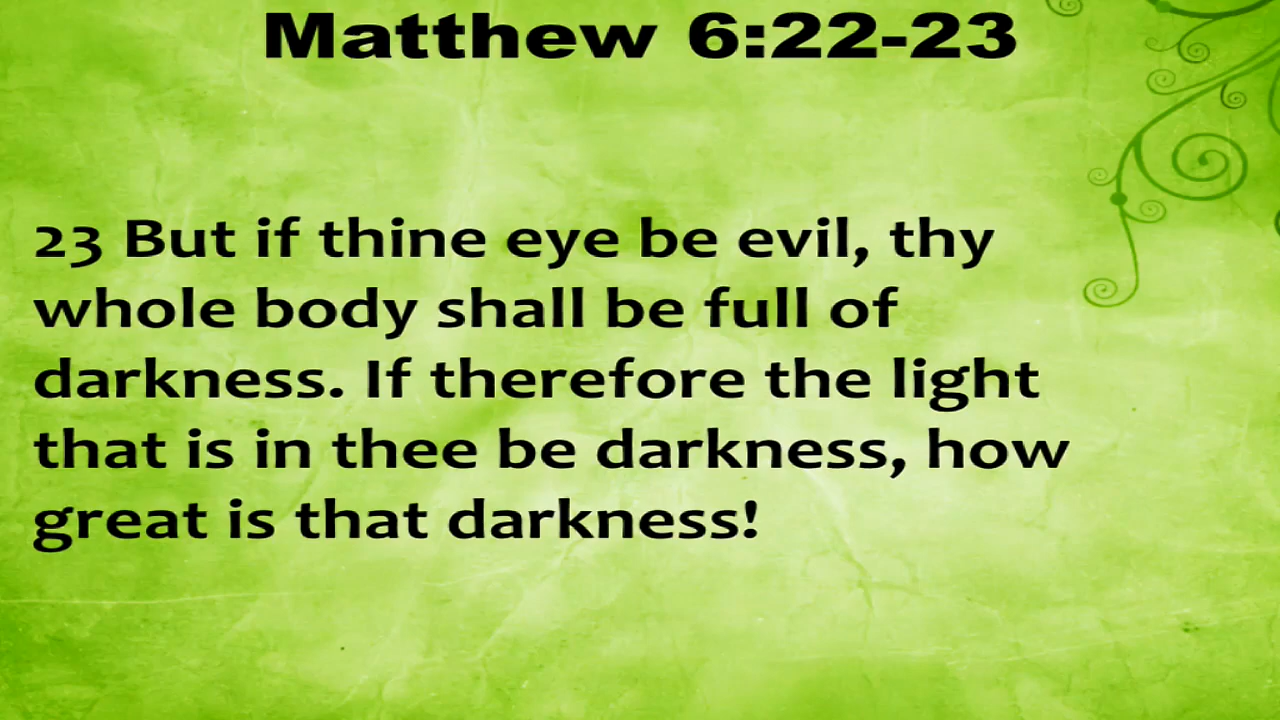 Matthew 6:22-23
23 But if thine eye be evil, thy
whole body shall be full of
darkness. If therefore the light
that is in thee be darkness, how
great is that darkness!